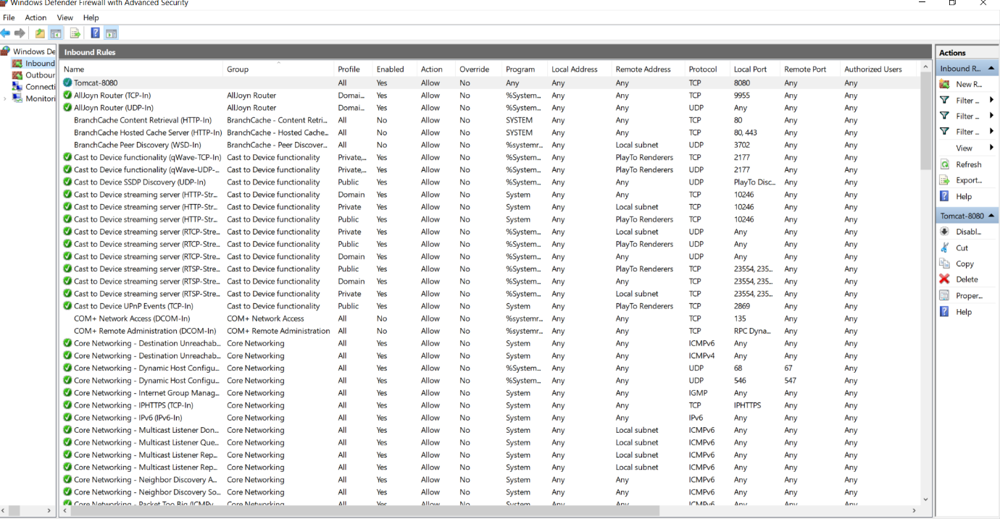 Windows Defender Firewall with Advanced Security
File Action View Help
Windows De
Inbound
Outbour
Connecti
Monitori
Inbound Rules
Name Group Profile Enabled Action Override Program Local Address Remote Address Protocol Local Port Remote Port Authorized Users
Tomcat-8080 All Yes Allow No Any Any Any TCP 8080 Any Any
AllJoyn Router (TCP-In) AllJoyn Router Domai... Yes Allow No %System... Any Any TCP 9955 Any Any
AllJoyn Router (UDP-In) AllJoyn Router Domai... Yes Allow No %System... Any Any UDP Any Any Any
BranchCache Content Retrieval (HTTP-In) BranchCache - Content Retri... All No Allow No SYSTEM Any Any TCP 80 Any Any
BranchCache Hosted Cache Server (HTTP-In) BranchCache - Hosted Cache... All No Allow No SYSTEM Any Any TCP 80, 443 Any Any
BranchCache Peer Discovery (WSD-In) BranchCache - Peer Discover... All No Allow No %systemr... Any Local subnet UDP 3702 Any Any
Cast to Device functionality (qWave-TCP-In) Cast to Device functionality Private,... Yes Allow No %System... Any PlayTo Renderers TCP 2177 Any Any
Cast to Device functionality (qWave-UDP-... Cast to Device functionality Private,... Yes Allow No %System... Any PlayTo Renderers UDP 2177 Any Any
Cast to Device SSDP Discovery (UDP-In) Cast to Device functionality Public Yes Allow No %System... Any Any UDP PlayTo Disc... Any Any
Cast to Device streaming server (HTTP-Str... Cast to Device functionality Domain Yes Allow No System Any Any TCP 10246 Any Any
Cast to Device streaming server (HTTP-Str... Cast to Device functionality Private Yes Allow No System Any Local subnet TCP 10246 Any Any
Cast to Device streaming server (HTTP-Str... Cast to Device functionality Public Yes Allow No System Any PlayTo Renderers TCP 10246 Any Any
Cast to Device streaming server (RTCP-Stre... Cast to Device functionality Private Yes Allow No %System... Any Local subnet UDP Any Any Any
Cast to Device streaming server (RTCP-Stre... Cast to Device functionality Public Yes Allow No %System... Any PlayTo Renderers UDP Any Any Any
Cast to Device streaming server (RTCP-Stre... Cast to Device functionality Domain Yes Allow No %System... Any Any UDP Any Any Any
Cast to Device streaming server (RTSP-Stre... Cast to Device functionality Public Yes Allow No %System... Any PlayTo Renderers TCP 23554, 235... Any Any
Cast to Device streaming server (RTSP-Stre... Cast to Device functionality Domain Yes Allow No %System... Any Any TCP 23554, 235... Any Any
Cast to Device streaming server (RTSP-Stre... Cast to Device functionality Private Yes Allow No %System... Any Local subnet TCP 23554, 235... Any Any
Cast to Device UPnP Events (TCP-In) Cast to Device functionality Public Yes Allow No System Any PlayTo Renderers TCP 2869 Any Any
COM+ Network Access (DCOM-In) COM+ Network Access All No Allow No %systemr... Any Any TCP 135 Any Any
COM+ Remote Administration (DCOM-In) COM+ Remote Administration All No Allow No %systemr... Any Any TCP RPC Dyna... Any Any
Core Networking - Destination Unreachab... Core Networking All Yes Allow No System Any Any ICMPv6 Any Any Any
Core Networking - Destination Unreachab... Core Networking All Yes Allow No System Any Any ICMPv4 Any Any Any
Core Networking - Dynamic Host Configu... Core Networking All Yes Allow No %System... Any Any UDP 68 67 Any
Core Networking - Dynamic Host Configu... Core Networking All Yes Allow No %System... Any Any UDP 546 547 Any
Core Networking - Internet Group Manag... Core Networking All Yes Allow No System Any Any IGMP Any Any Any
Core Networking - IPHTTPS (TCP-In) Core Networking All Yes Allow No System Any Any TCP IPHTTPS Any Any
Core Networking - IPv6 (IPv6-In) Core Networking All Yes Allow No System Any Any IPv6 Any Any Any
Core Networking - Multicast Listener Don... Core Networking All Yes Allow No System Any Local subnet ICMPv6 Any Any Any
Core Networking - Multicast Listener Que... Core Networking All Yes Allow No System Any Local subnet ICMPv6 Any Any Any
Core Networking - Multicast Listener Rep... Core Networking All Yes Allow No System Any Local subnet ICMPv6 Any Any Any
Core Networking - Multicast Listener Rep... Core Networking All Yes Allow No System Any Local subnet ICMPv6 Any Any Any
Core Networking - Neighbor Discovery A... Core Networking All Yes Allow No System Any Any ICMPv6 Any Any Any
Core Networking - Neighbor Discovery So... Core Networking All Yes Allow No System Any Any ICMPv6 Any Any Any
Core Networking - Packet Too Big (ICMPv... Core Networking All Yes Allow No System Any Any ICMPv6 Any Any Any
Actions
Inbound R...
New R...
Filter ...
Filter ...
Filter ...
View
Refresh
Export...
Help
Tomcat-8080
Disabl...
Cut
Copy
Delete
Proper...
Help